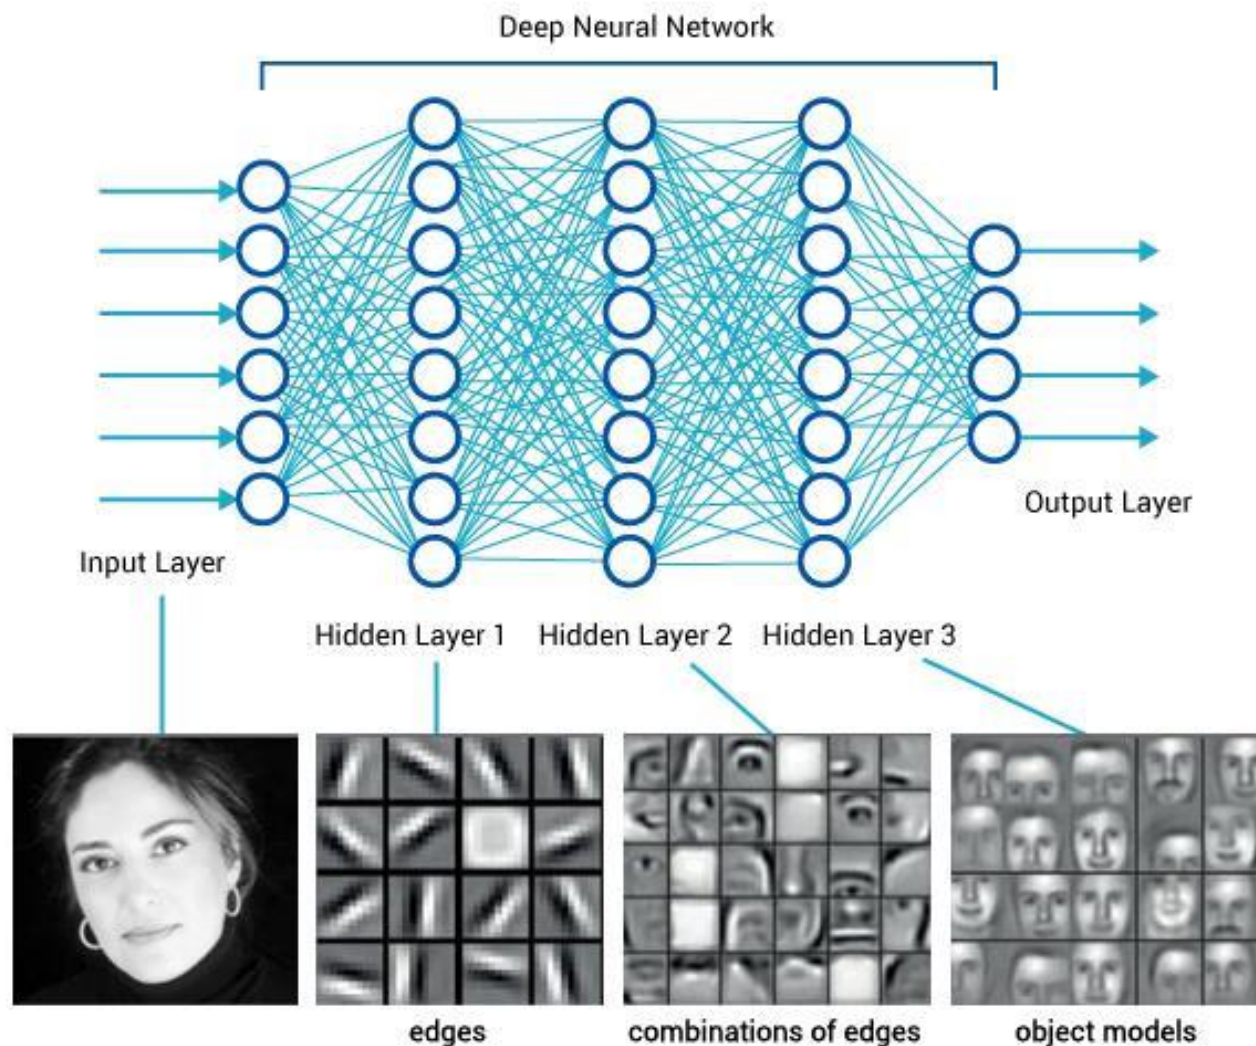 Deep Neural Network
Output Layer
Input Layer
Hidden Layer 1
Hidden Layer 2
Hidden Layer 3
edges
combinations of edges
object models